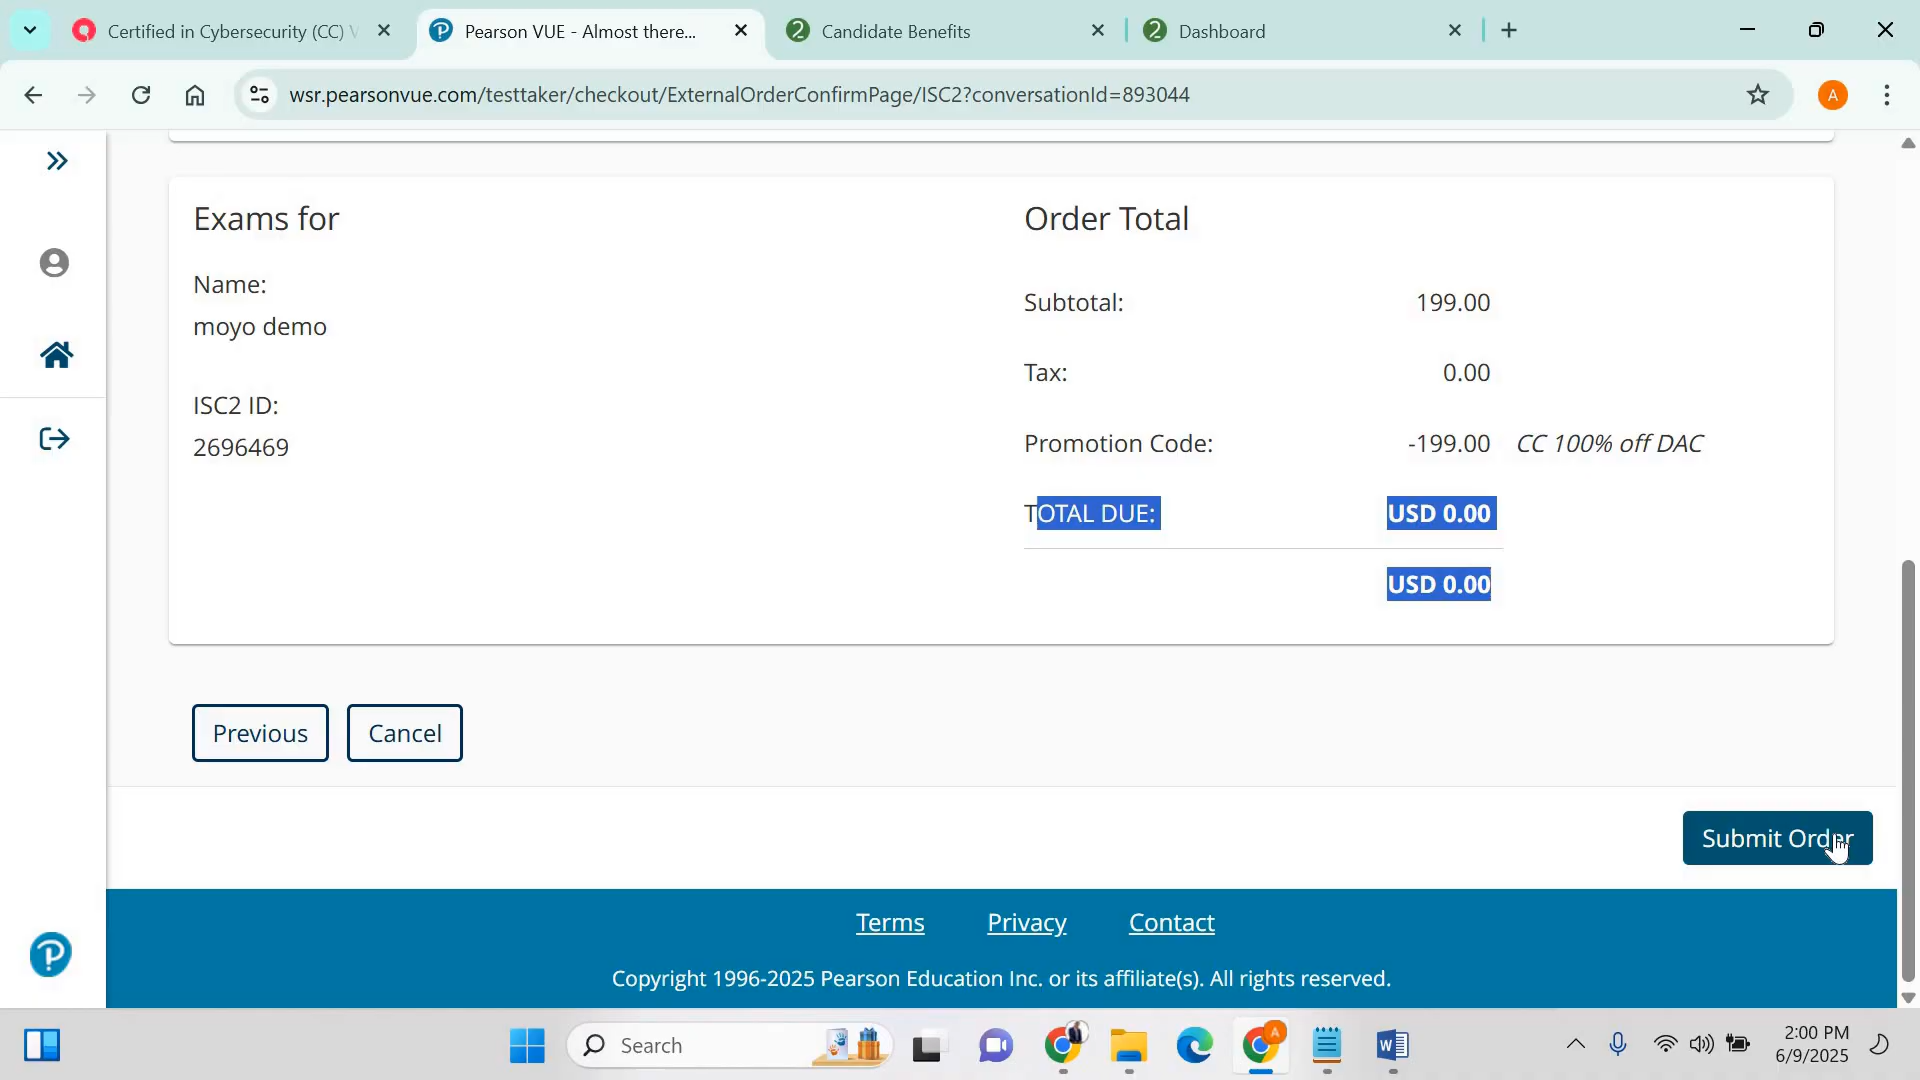 Certified in Cybersecurity (CC) V
Pearson VUE - Almost there...
Candidate Benefits
Dashboard
wsr.pearsonvue.com/testtaker/checkout/ExternalOrderConfirmPage/ISC2?conversationId=893044
A
Exams for
Name:
moyo demo
ISC2 ID:
2696469
Order Total
Subtotal: 199.00
Tax: 0.00
Promotion Code: -199.00 CC 100% off DAC
TOTAL DUE: USD 0.00
USD 0.00
Previous
Cancel
Submit Order
Terms Privacy Contact
Copyright 1996-2025 Pearson Education Inc. or its affiliate(s). All rights reserved.
Search
2:00 PM
6/9/2025